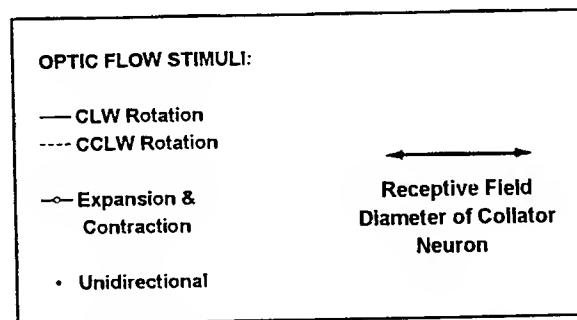 OPTIC FLOW STIMULI:
CLW Rotation
CCLW Rotation
Expansion &
Contraction
Unidirectional
Receptive Field
Diameter of Collator
Neuron